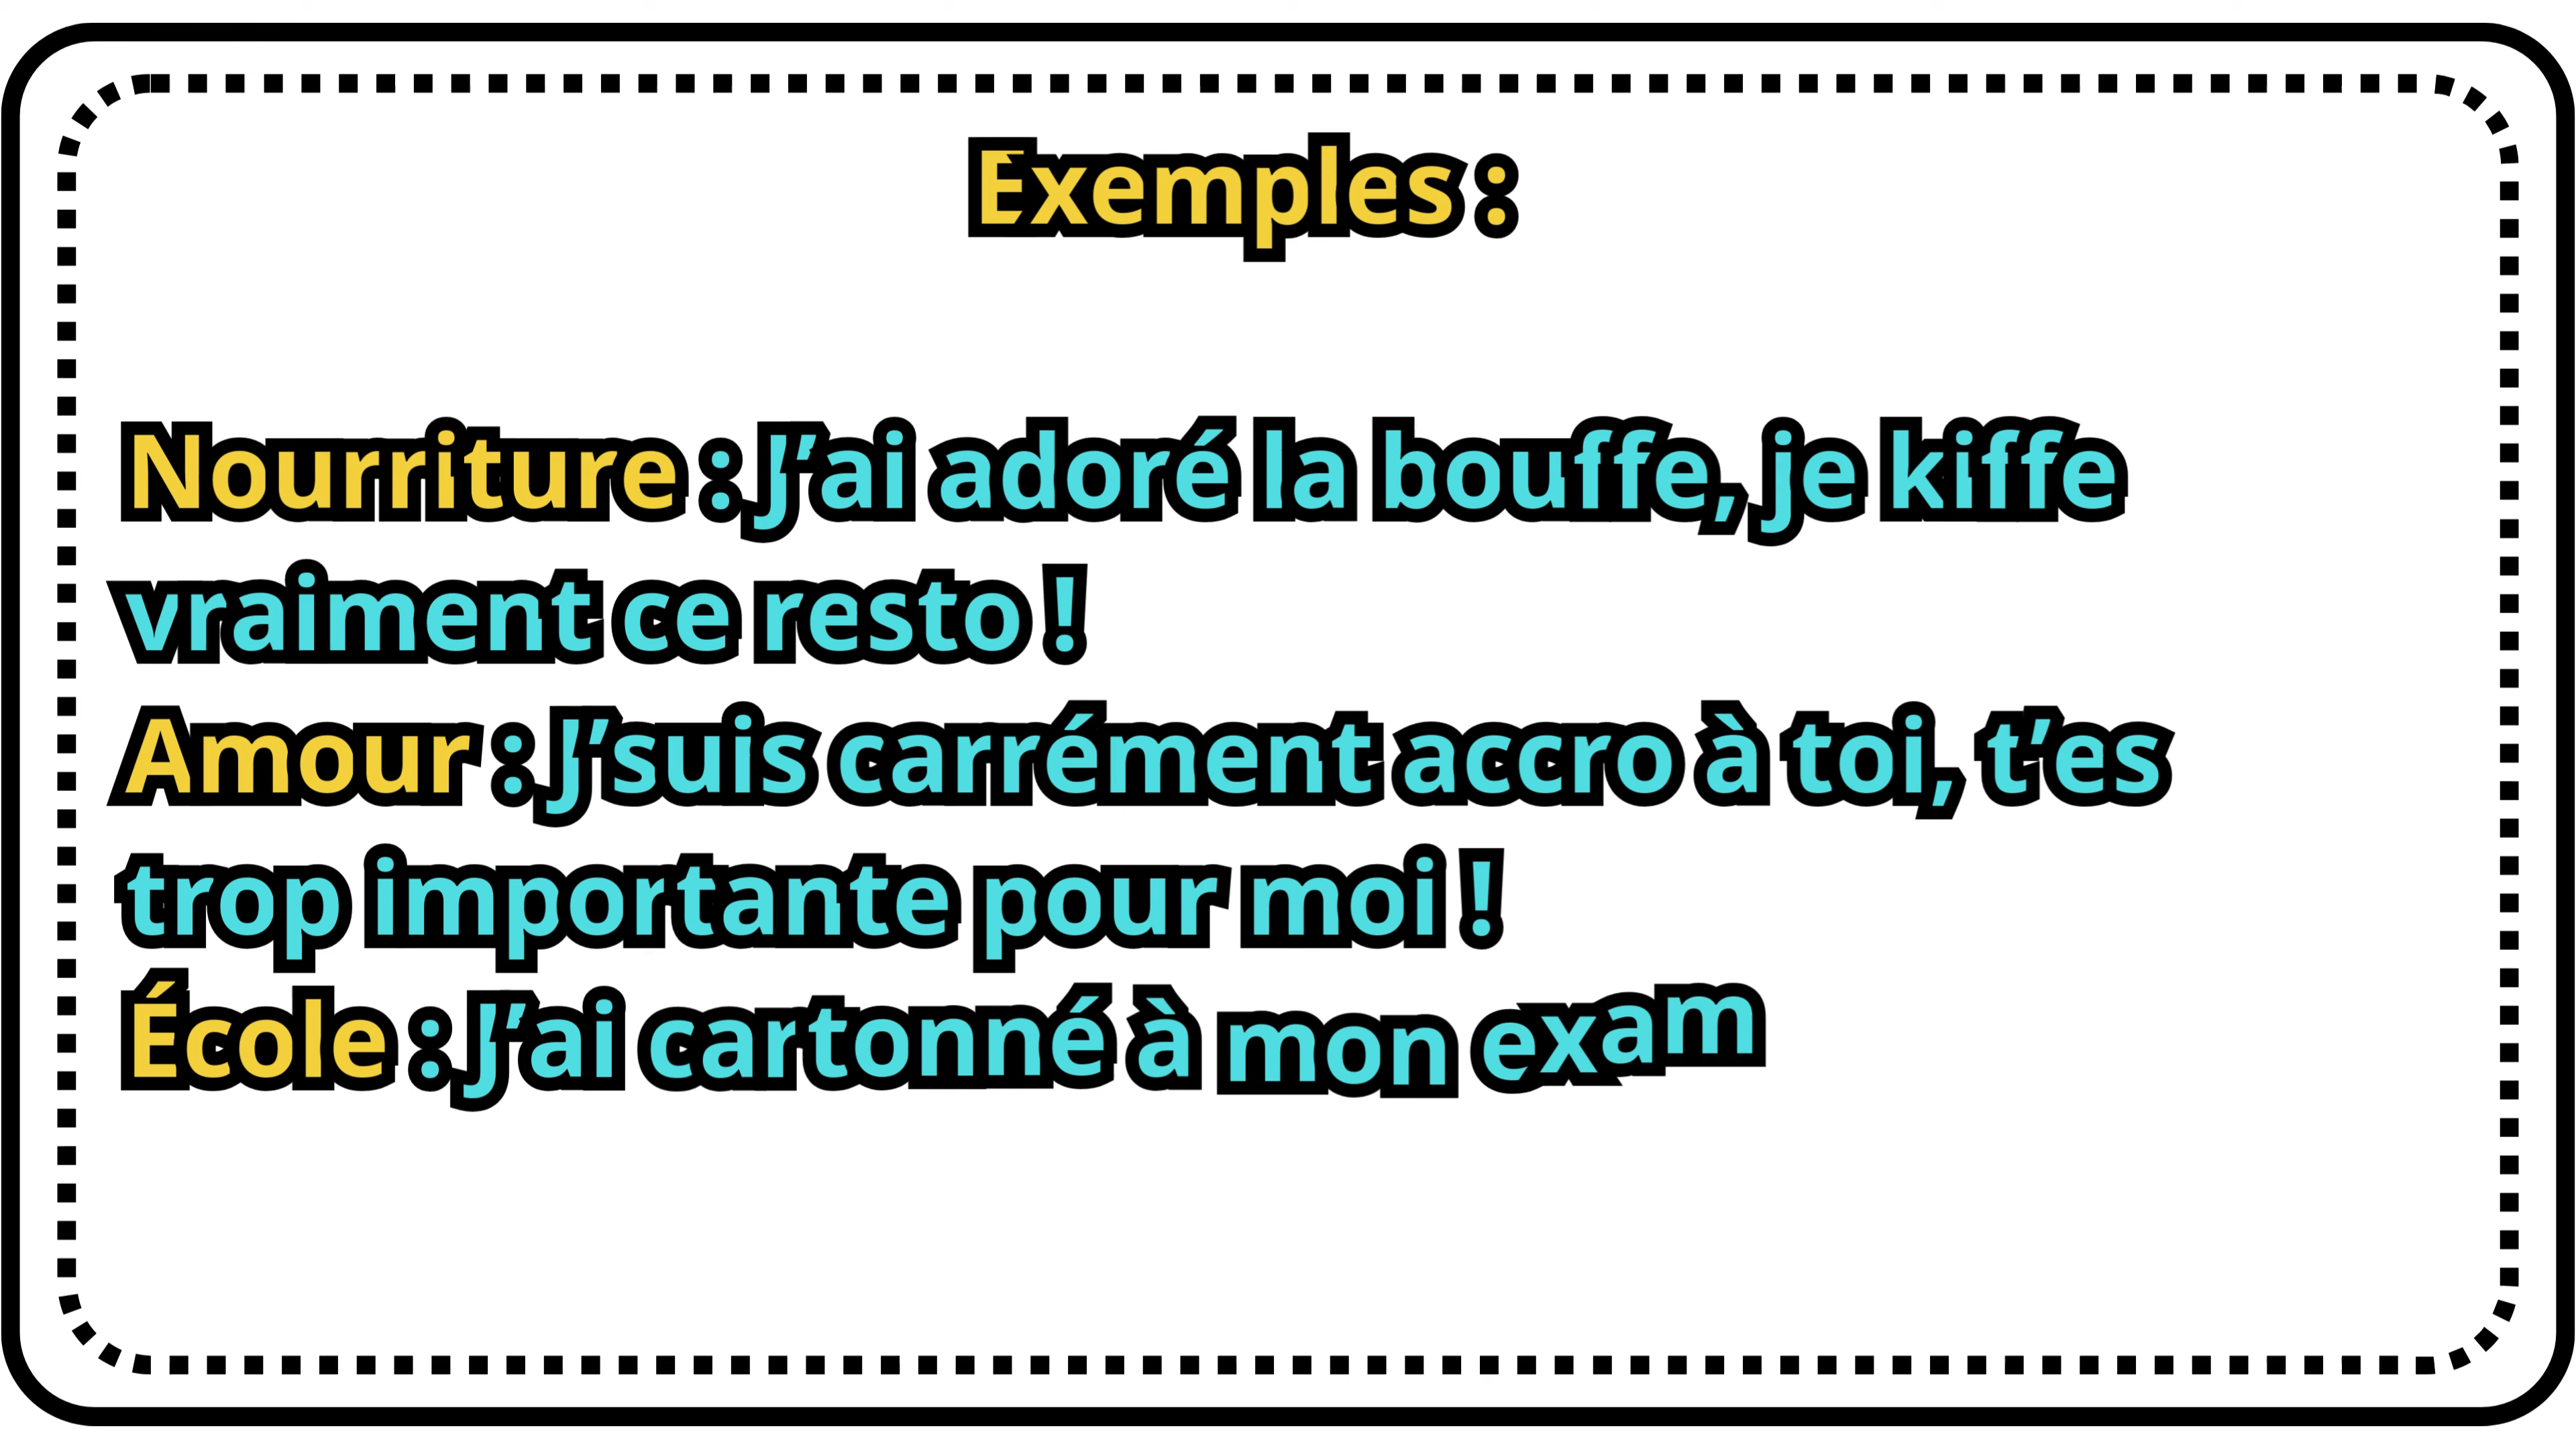 Exemples :
Nourriture : J’ai adoré la bouffe, je kiffe
vraiment ce resto !
Amour : J’suis carrément accro à toi, t’es
trop importante pour moi !
École : J’ai cartonné à mon exam